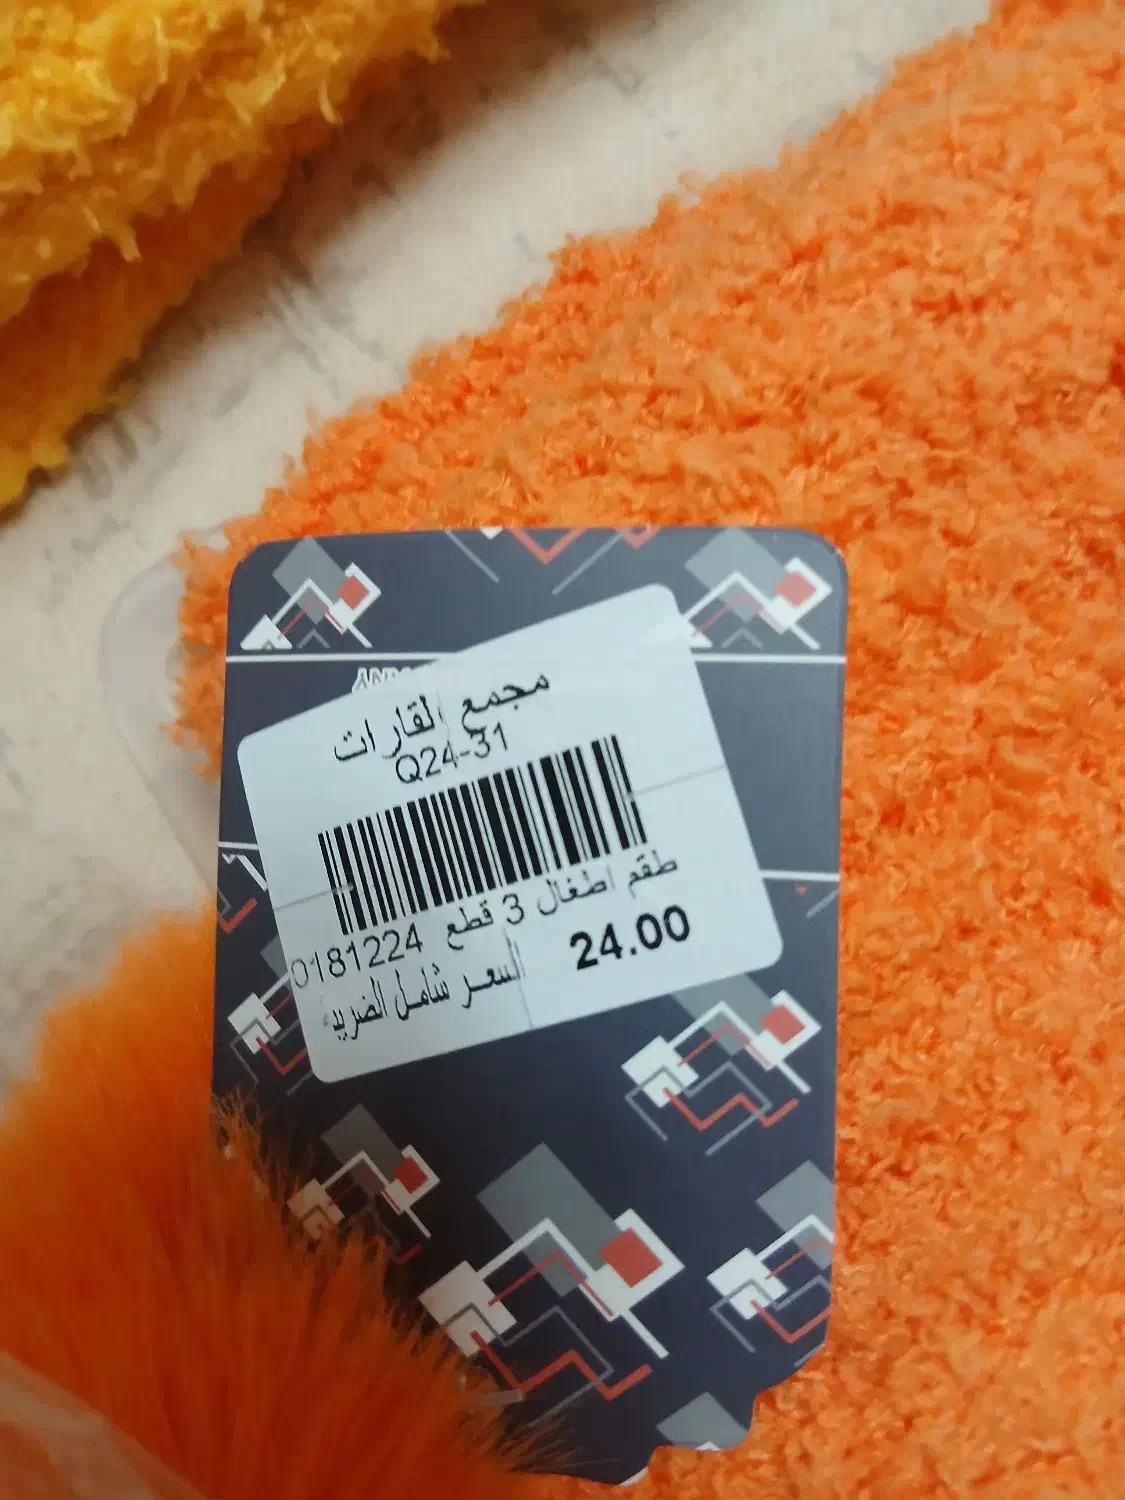 مجمع القارات
Q24-31
طقم اطفال 3 قطع 0181224
24.00
السعر شامل الضريبة